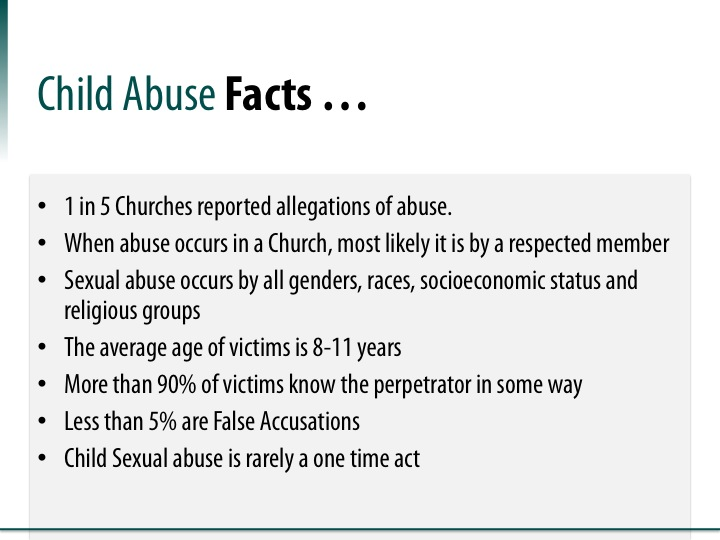 Child Abuse Facts …
• 1 in 5 Churches reported allegations of abuse.
• When abuse occurs in a Church, most likely it is by a respected member
• Sexual abuse occurs by all genders, races, socioeconomic status and
religious groups
• The average age of victims is 8-11 years
• More than 90% of victims know the perpetrator in some way
• Less than 5% are False Accusations
• Child Sexual abuse is rarely a one time act